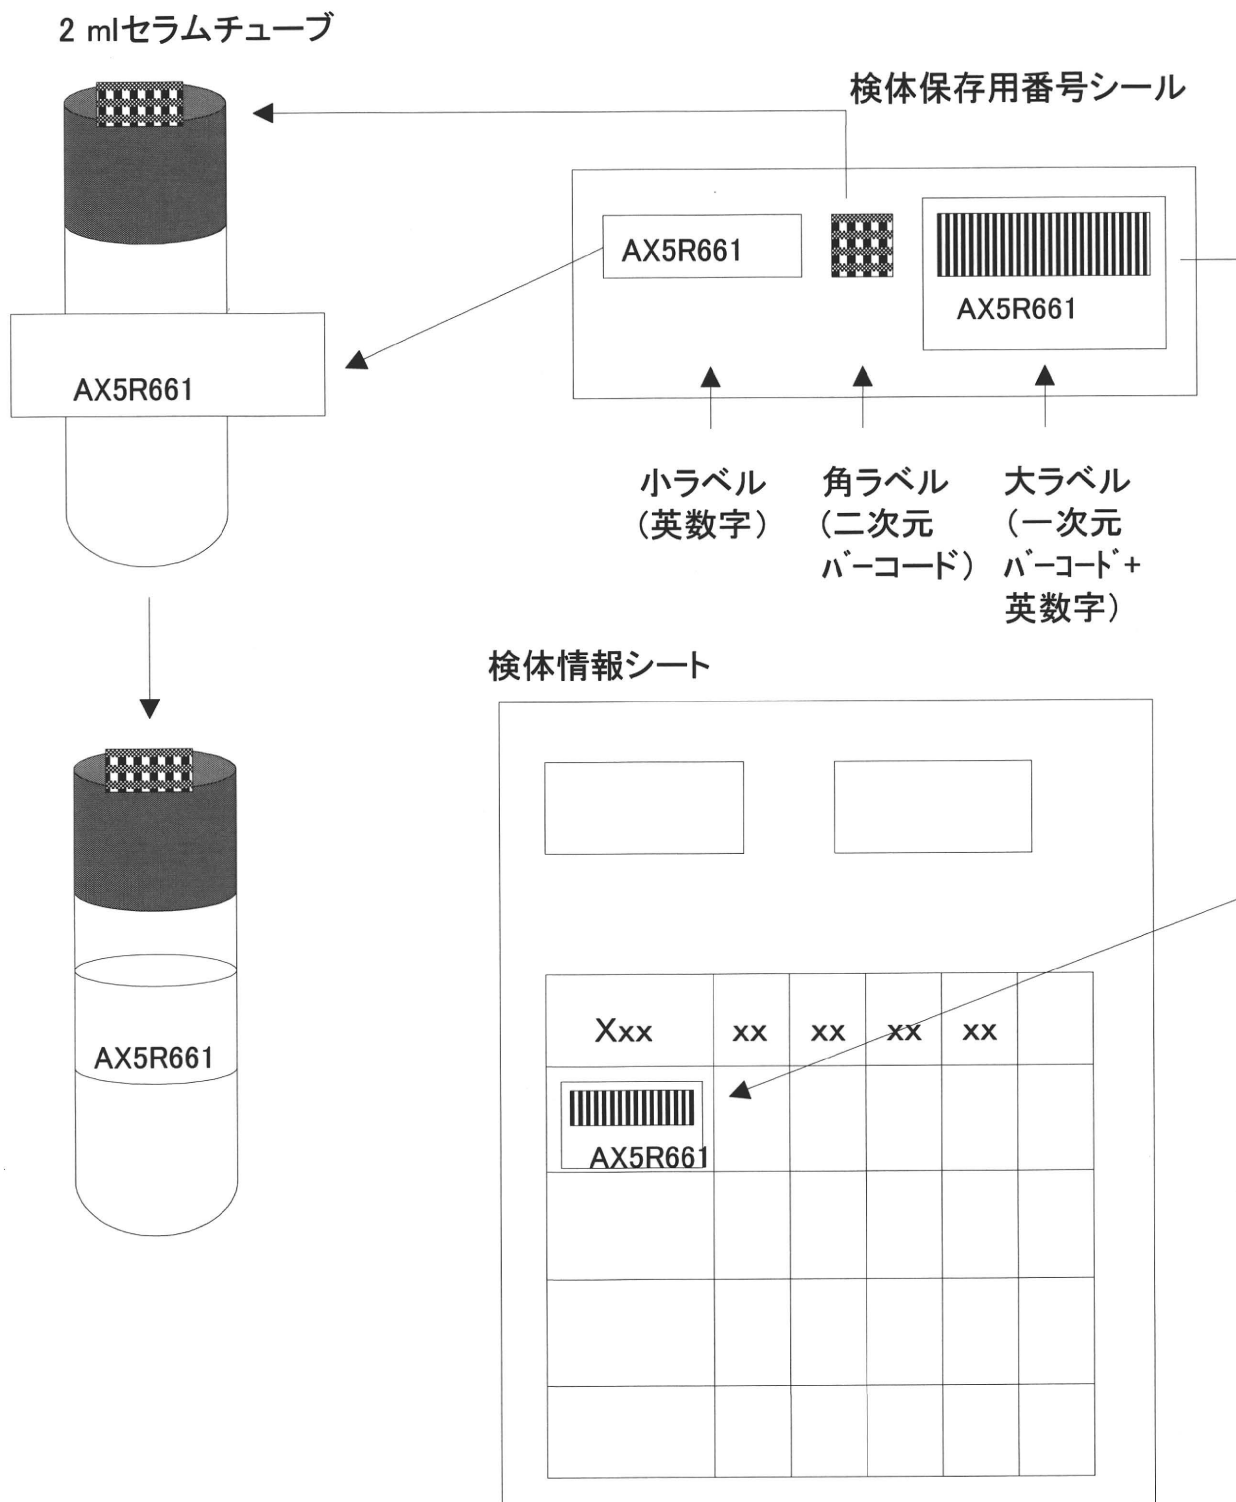 2 mlセラムチューブ
検体保存用番号シール
AX5R661
AX5R661
AX5R661
小ラベル
(英数字)
角ラベル
(二次元
バーコード)
大ラベル
(一次元
バーコード+
英数字)
検体情報シート
Xxx xx xx xx xx
AX5R661
AX5R661